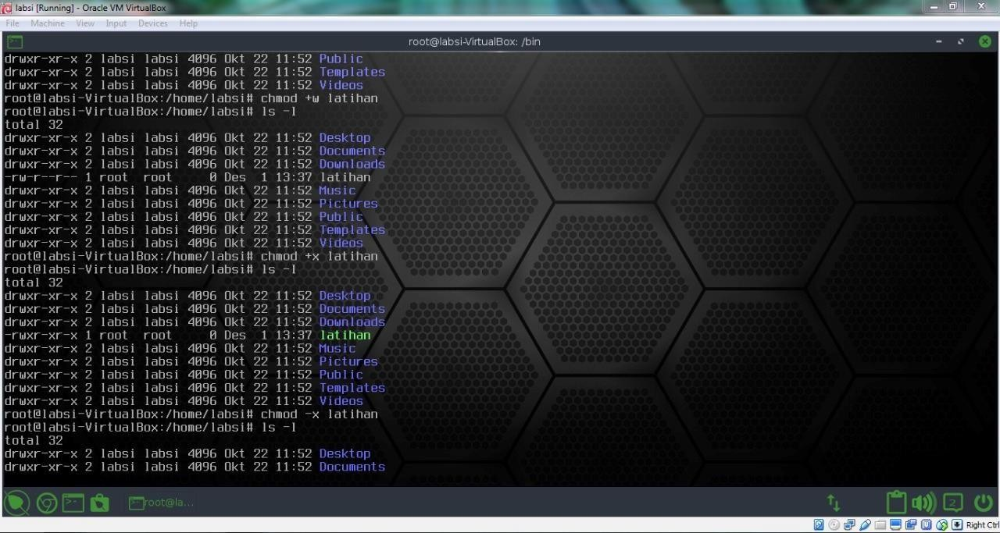 labsi [Running] - Oracle VM VirtualBox
File Machine View Input Devices Help
root@labsi-VirtualBox: /bin
drwxr-xr-x 2 labsi labsi 4096 Okt 22 11:52 Public
drwxr-xr-x 2 labsi labsi 4096 Okt 22 11:52 Templates
drwxr-xr-x 2 labsi labsi 4096 Okt 22 11:52 Videos
root@labsi-VirtualBox:/home/labsi# chmod +w latihan
root@labsi-VirtualBox:/home/labsi# ls -l
total 32
drwxr-xr-x 2 labsi labsi 4096 Okt 22 11:52 Desktop
drwxr-xr-x 2 labsi labsi 4096 Okt 22 11:52 Documents
drwxr-xr-x 2 labsi labsi 4096 Okt 22 11:52 Downloads
-rw-r--r-- 1 root  root     0 Des  1 13:37 latihan
drwxr-xr-x 2 labsi labsi 4096 Okt 22 11:52 Music
drwxr-xr-x 2 labsi labsi 4096 Okt 22 11:52 Pictures
drwxr-xr-x 2 labsi labsi 4096 Okt 22 11:52 Public
drwxr-xr-x 2 labsi labsi 4096 Okt 22 11:52 Templates
drwxr-xr-x 2 labsi labsi 4096 Okt 22 11:52 Videos
root@labsi-VirtualBox:/home/labsi# chmod +x latihan
root@labsi-VirtualBox:/home/labsi# ls -l
total 32
drwxr-xr-x 2 labsi labsi 4096 Okt 22 11:52 Desktop
drwxr-xr-x 2 labsi labsi 4096 Okt 22 11:52 Documents
drwxr-xr-x 2 labsi labsi 4096 Okt 22 11:52 Downloads
-rwxr-xr-x 1 root  root     0 Des  1 13:37 latihan
drwxr-xr-x 2 labsi labsi 4096 Okt 22 11:52 Music
drwxr-xr-x 2 labsi labsi 4096 Okt 22 11:52 Pictures
drwxr-xr-x 2 labsi labsi 4096 Okt 22 11:52 Public
drwxr-xr-x 2 labsi labsi 4096 Okt 22 11:52 Templates
drwxr-xr-x 2 labsi labsi 4096 Okt 22 11:52 Videos
root@labsi-VirtualBox:/home/labsi# chmod -x latihan
root@labsi-VirtualBox:/home/labsi# ls -l
total 32
drwxr-xr-x 2 labsi labsi 4096 Okt 22 11:52 Desktop
drwxr-xr-x 2 labsi labsi 4096 Okt 22 11:52 Documents
root@la...
2
Right Ctrl